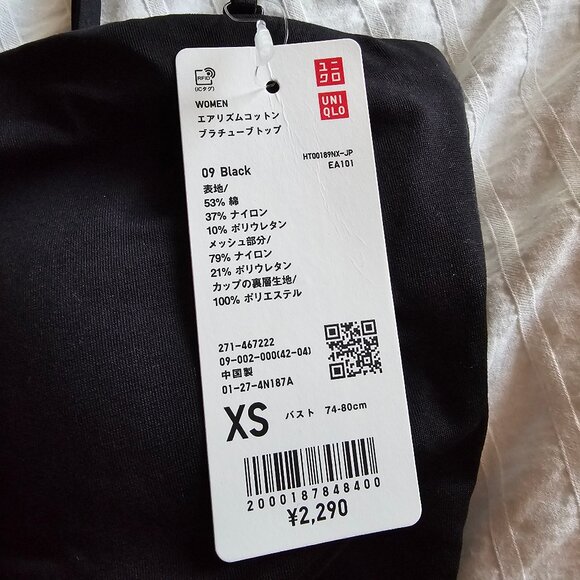 RFID
(ICタグ)
ユニ
クロ
UNI
QLO
WOMEN
エアリズムコットン
ブラチューブトップ
HT00189NX-JP
EA101
09 Black
表地/
53% 綿
37% ナイロン
10% ポリウレタン
メッシュ部分/
79% ナイロン
21% ポリウレタン
カップの裏層生地/
100% ポリエステル
271-467222
09-002-000(42-04)
中国製
01-27-4N187A
XS バスト 74-80cm
2000187848400
¥2,290